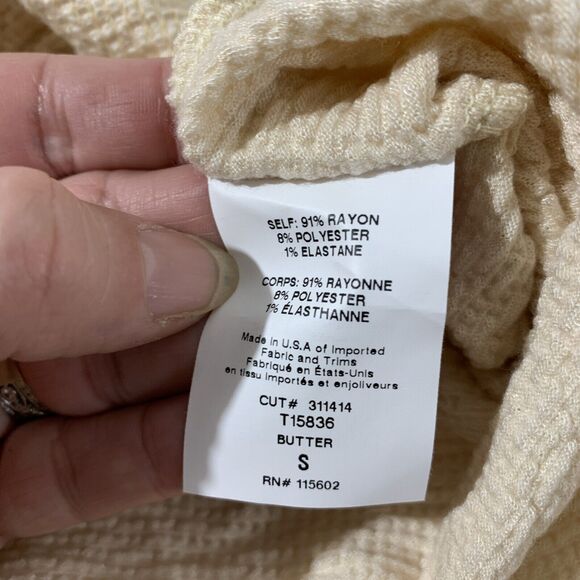 SELF: 91% RAYON
8% POLYESTER
1% ELASTANE
CORPS: 91% RAYONNE
8% POLYESTER
1% ÉLASTHANNE
Made in U.S.A of Imported
Fabric and Trims
Fabriqué en États-Unis
en tissu importés et enjoliveurs
CUT# 311414
T15836
BUTTER
S
RN# 115602